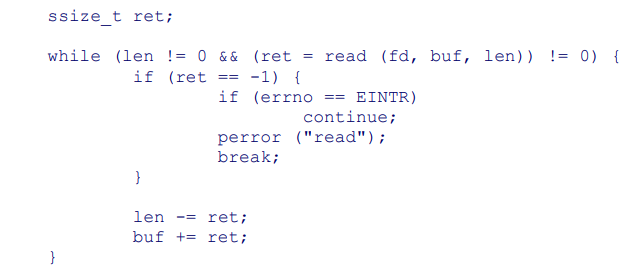 ssize_t ret;

while (len != 0 && (ret = read (fd, buf, len)) != 0) {
        if (ret == -1) {
                if (errno == EINTR)
                        continue;
                perror ("read");
                break;
        }

        len -= ret;
        buf += ret;
}